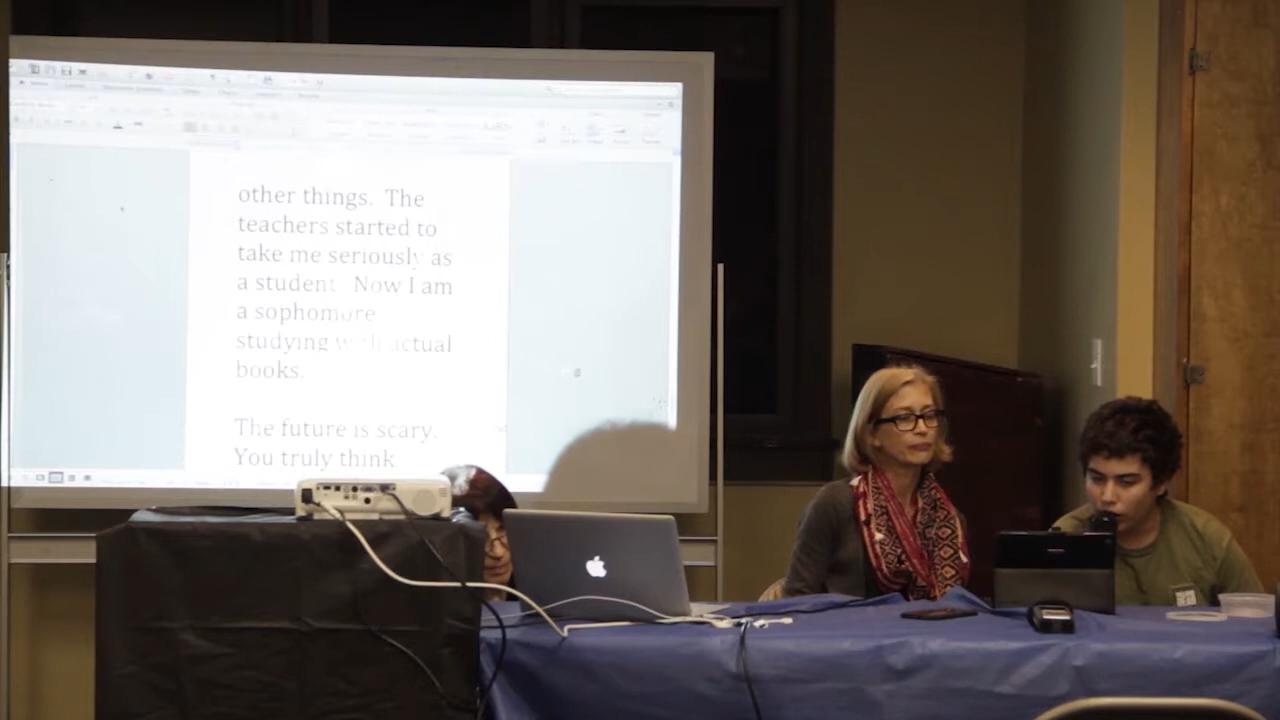 other things.  The
teachers started to
take me seriously as
a student.  Now I am
a sophomore
studying with actual
books.
The future is scary.
You truly think